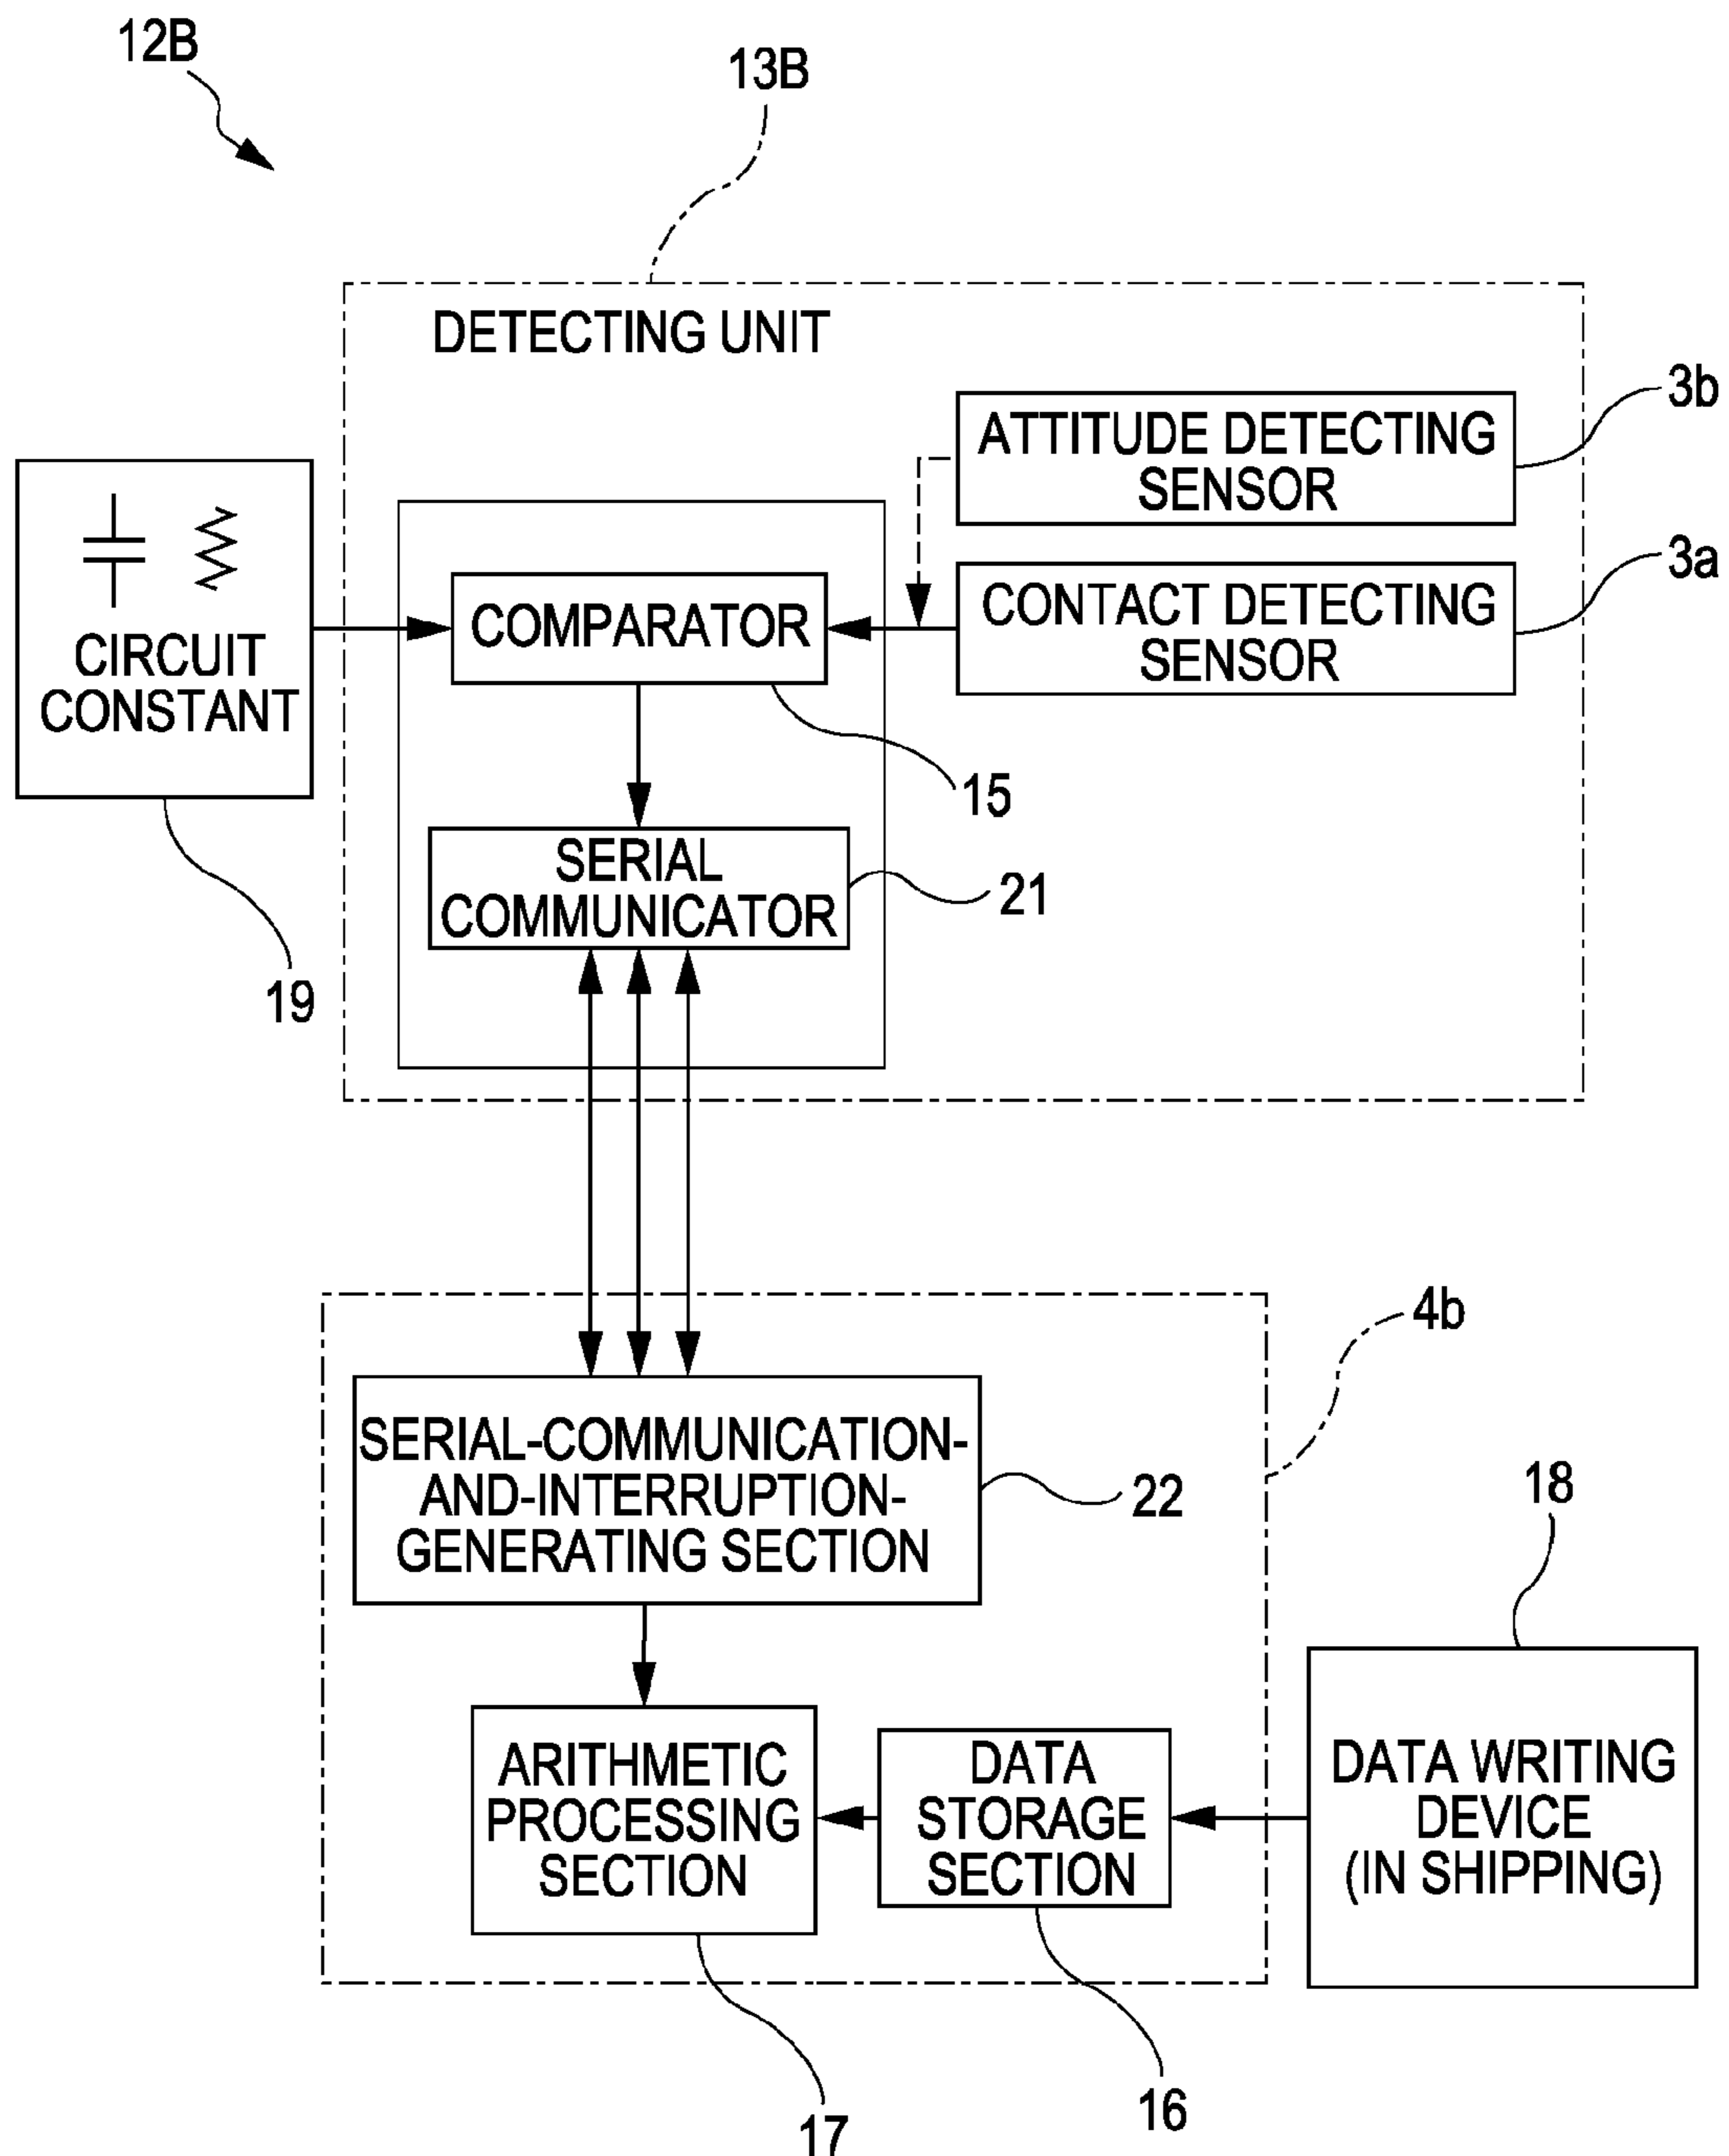 12B
13B
DETECTING UNIT
3b
ATTITUDE DETECTING
SENSOR
3a
CONTACT DETECTING
SENSOR
COMPARATOR
CIRCUIT
CONSTANT
15
SERIAL
COMMUNICATOR
21
19
4b
SERIAL-COMMUNICATION-
AND-INTERRUPTION-
GENERATING SECTION
22
18
ARITHMETIC
PROCESSING
SECTION
DATA
STORAGE
SECTION
DATA WRITING
DEVICE
(IN SHIPPING)
16
17